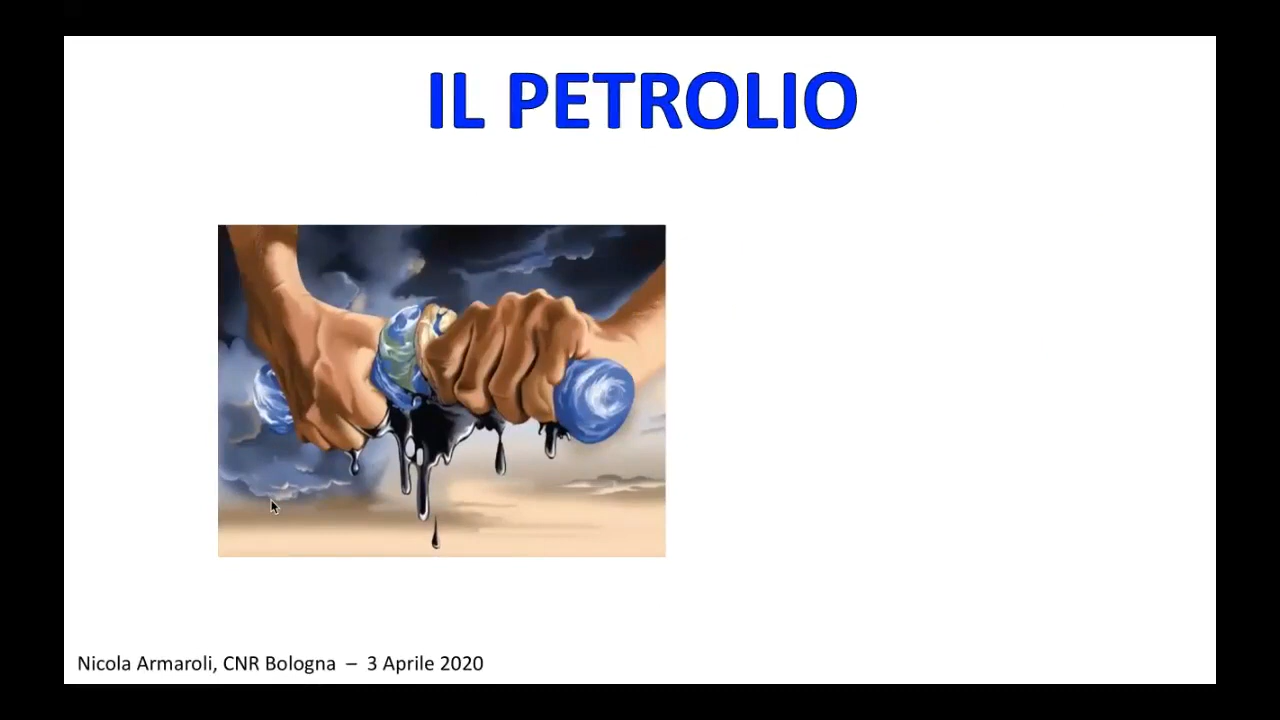 IL PETROLIO
Nicola Armaroli, CNR Bologna – 3 Aprile 2020